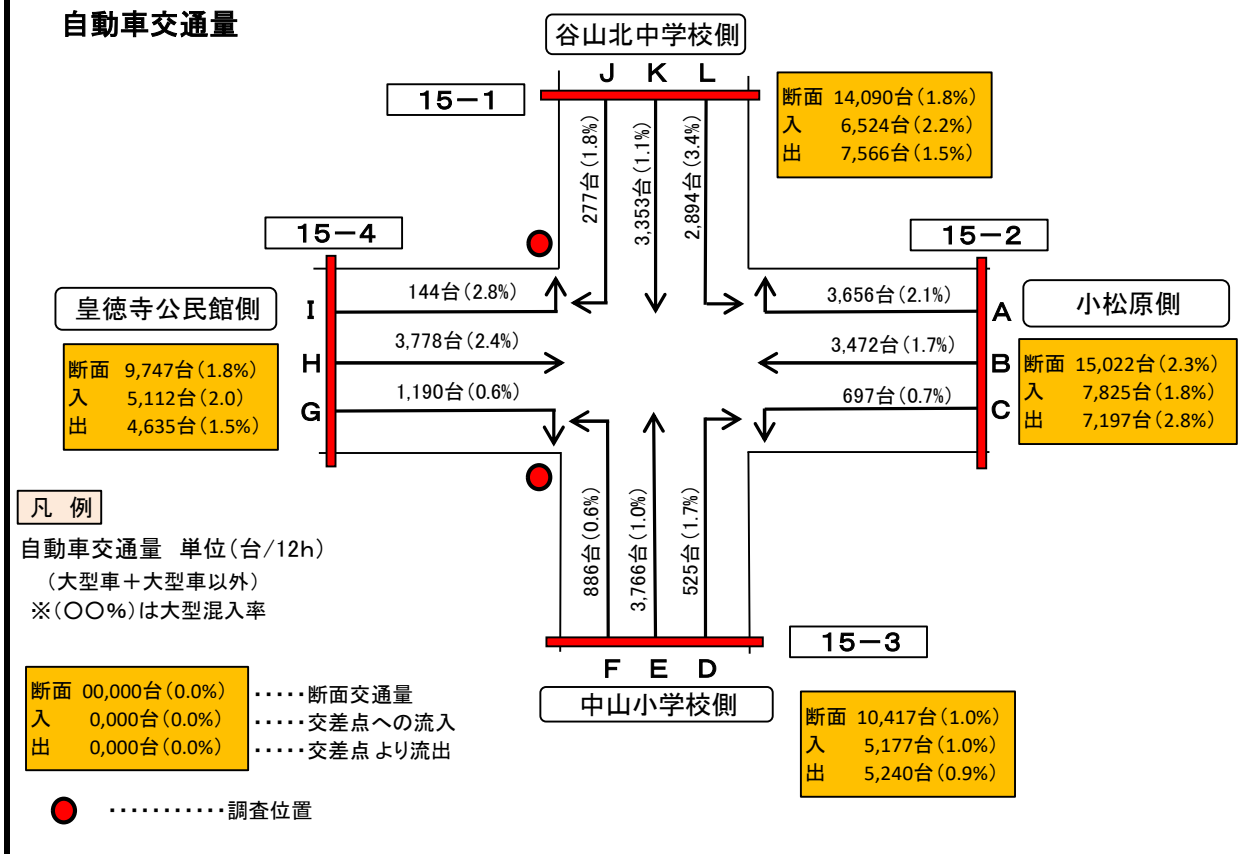 自動車交通量
谷山北中学校側
J K L
15-1
断面 14,090台(1.8%)
入 6,524台(2.2%)
出 7,566台(1.5%)
277台(1.8%)
3,353台(1.1%)
2,894台(3.4%)
15-4
15-2
皇徳寺公民館側
I
144台(2.8%)
3,656台(2.1%)
A
小松原側
H
3,778台(2.4%)
3,472台(1.7%)
B
G
1,190台(0.6%)
697台(0.7%)
C
断面 9,747台(1.8%)
入 5,112台(2.0)
出 4,635台(1.5%)
断面 15,022台(2.3%)
入 7,825台(1.8%)
出 7,197台(2.8%)
凡 例
自動車交通量 単位(台/12h)
(大型車+大型車以外)
※(〇〇%)は大型混入率
886台(0.6%)
3,766台(1.0%)
525台(1.7%)
15-3
F E D
中山小学校側
断面 00,000台(0.0%) ・・・・・断面交通量
入 0,000台(0.0%) ・・・・・交差点への流入
出 0,000台(0.0%) ・・・・・交差点より流出
断面 10,417台(1.0%)
入 5,177台(1.0%)
出 5,240台(0.9%)
・・・・・・・・・・・調査位置